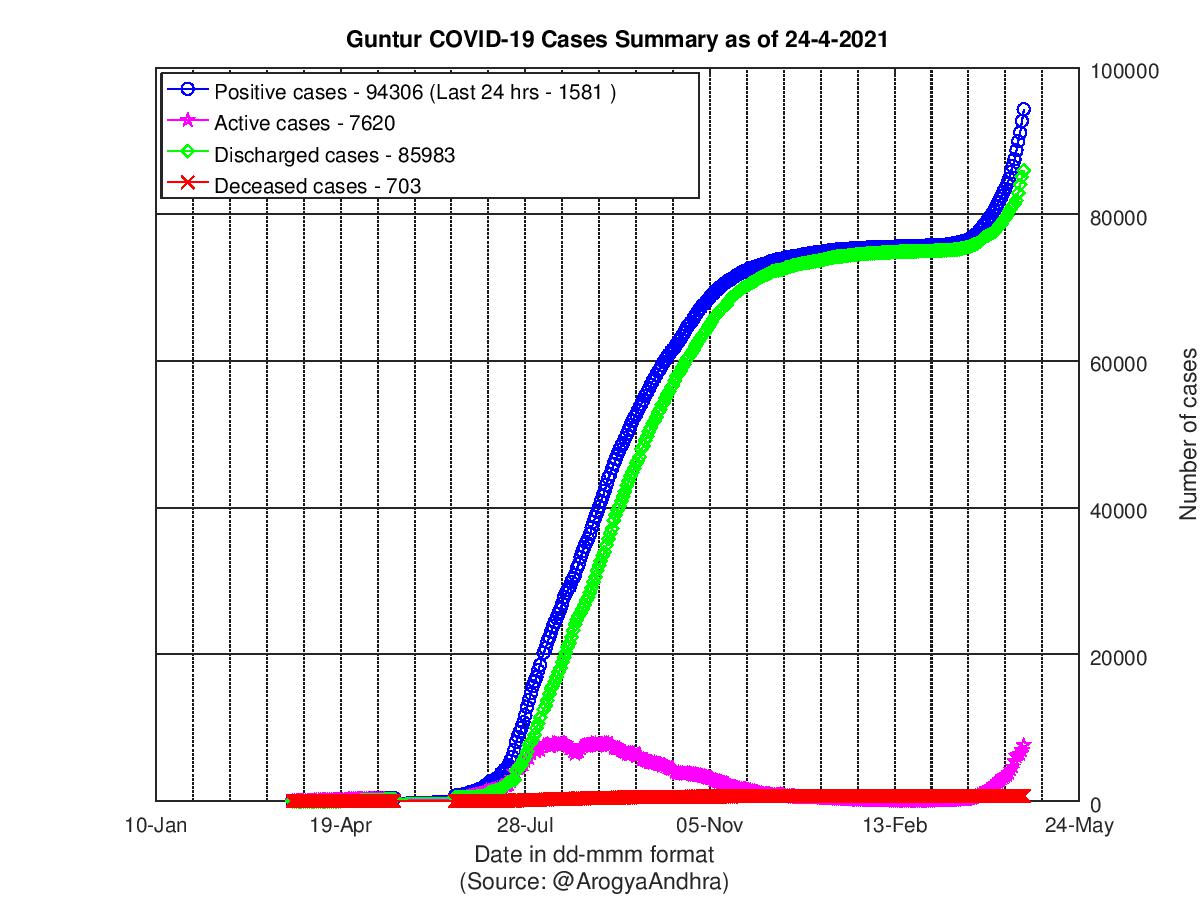 Guntur COVID-19 Cases Summary as of 24-4-2021
Positive cases - 94306 (Last 24 hrs - 1581 )
Active cases - 7620
Discharged cases - 85983
Deceased cases - 703
100000
80000
60000
40000
20000
0
Number of cases
10-Jan 19-Apr 28-Jul 05-Nov 13-Feb 24-May
Date in dd-mmm format
(Source: @ArogyaAndhra)